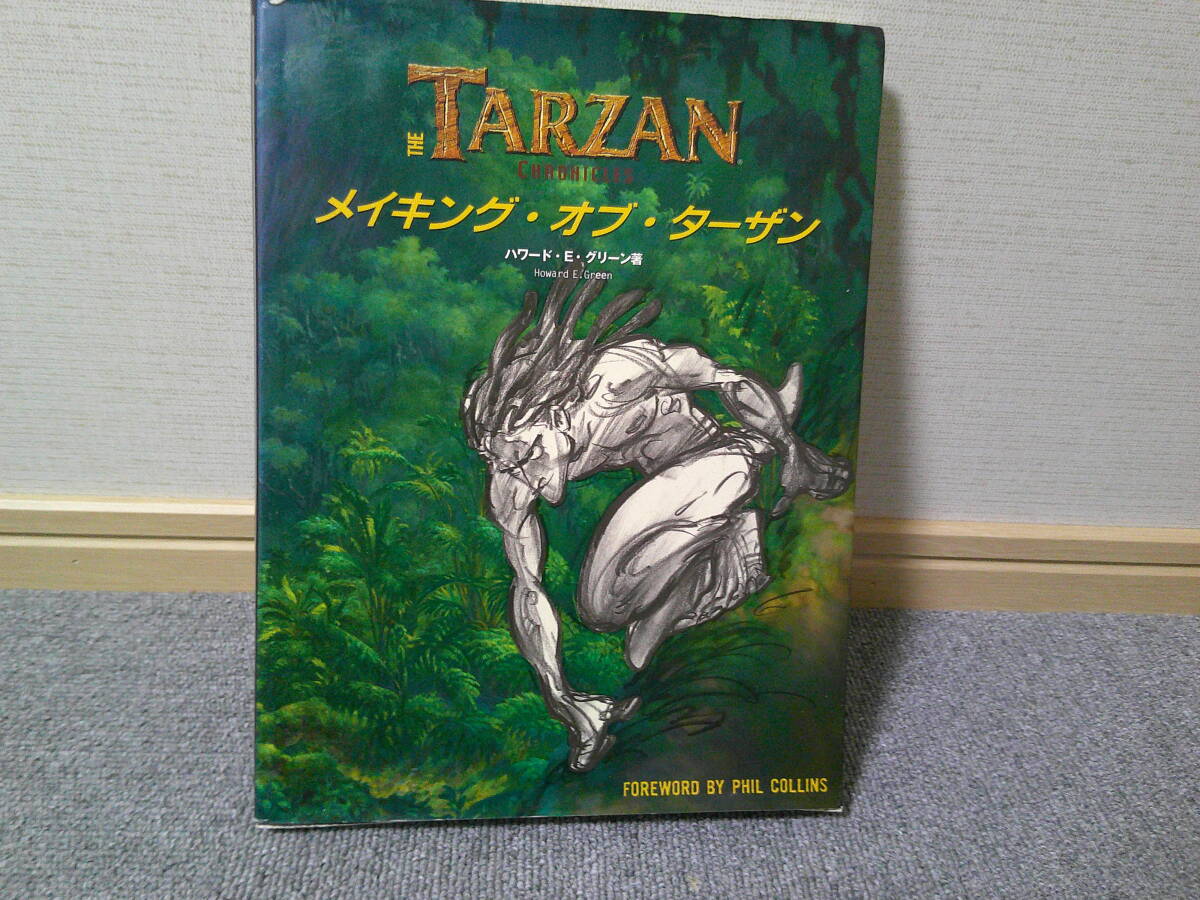 THE TARZAN
CHRONICLES
メイキング・オブ・ターザン
ハワード・E・グリーン著
Howard E.Green
FOREWORD BY PHIL COLLINS